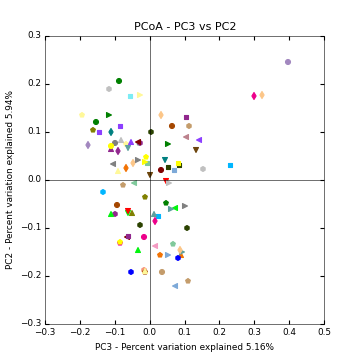 PCoA - PC3 vs PC2
PC2 - Percent variation explained 5.94%
0.3
0.2
0.1
0.0
−0.1
−0.2
−0.3
−0.3 −0.2 −0.1 0.0 0.1 0.2 0.3 0.4 0.5
PC3 - Percent variation explained 5.16%